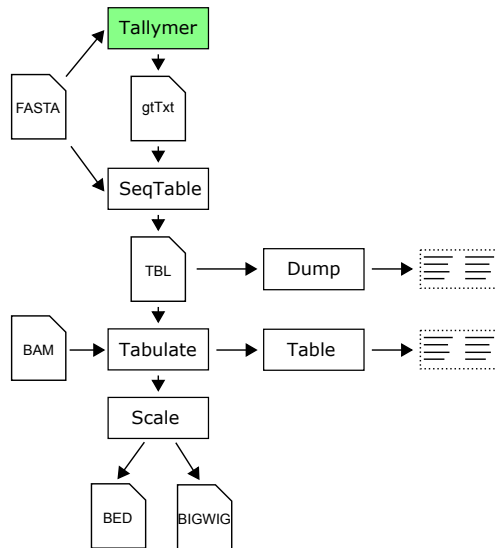 Tallymer
FASTA
gtTxt
SeqTable
TBL
Dump
BAM
Tabulate
Table
Scale
BED
BIGWIG